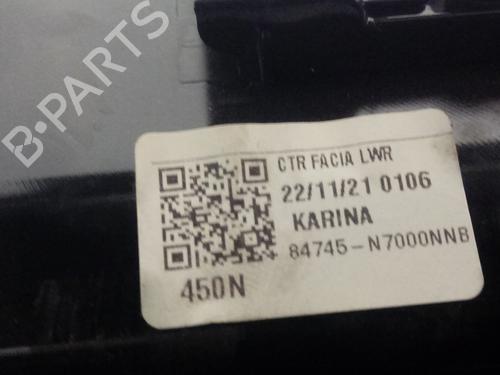 CTR FACIA LWR
22/11/21 0106
KARINA
84745-N7000NNB
450N
B-PARTS